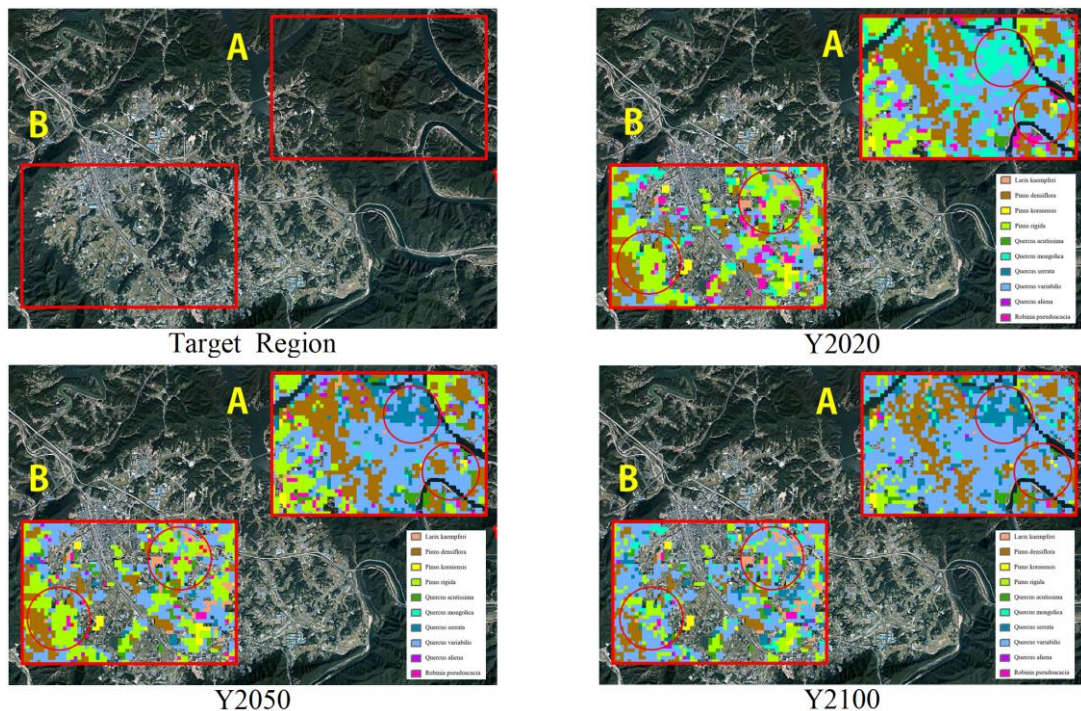 A
B
Target Region
A
B
Larix kaempferi
Pinus densiflora
Pinus koraiensis
Pinus rigida
Quercus acutissima
Quercus mongolica
Quercus serrata
Quercus variabilis
Quercus aliena
Robinia pseudoacacia
Y2020
A
B
Larix kaempferi
Pinus densiflora
Pinus koraiensis
Pinus rigida
Quercus acutissima
Quercus mongolica
Quercus serrata
Quercus variabilis
Quercus aliena
Robinia pseudoacacia
Y2050
A
B
Larix kaempferi
Pinus densiflora
Pinus koraiensis
Pinus rigida
Quercus acutissima
Quercus mongolica
Quercus serrata
Quercus variabilis
Quercus aliena
Robinia pseudoacacia
Y2100